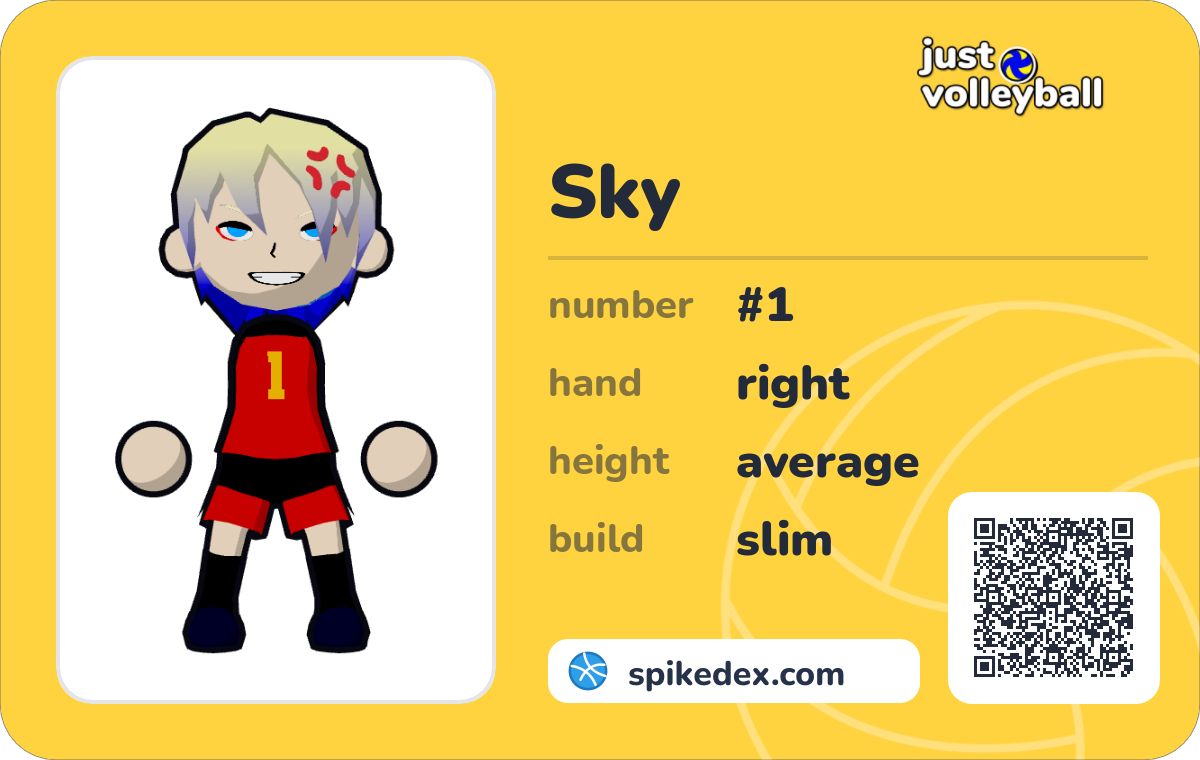 just
volleyball
Sky
number #1
hand right
height average
build slim
1
spikedex.com